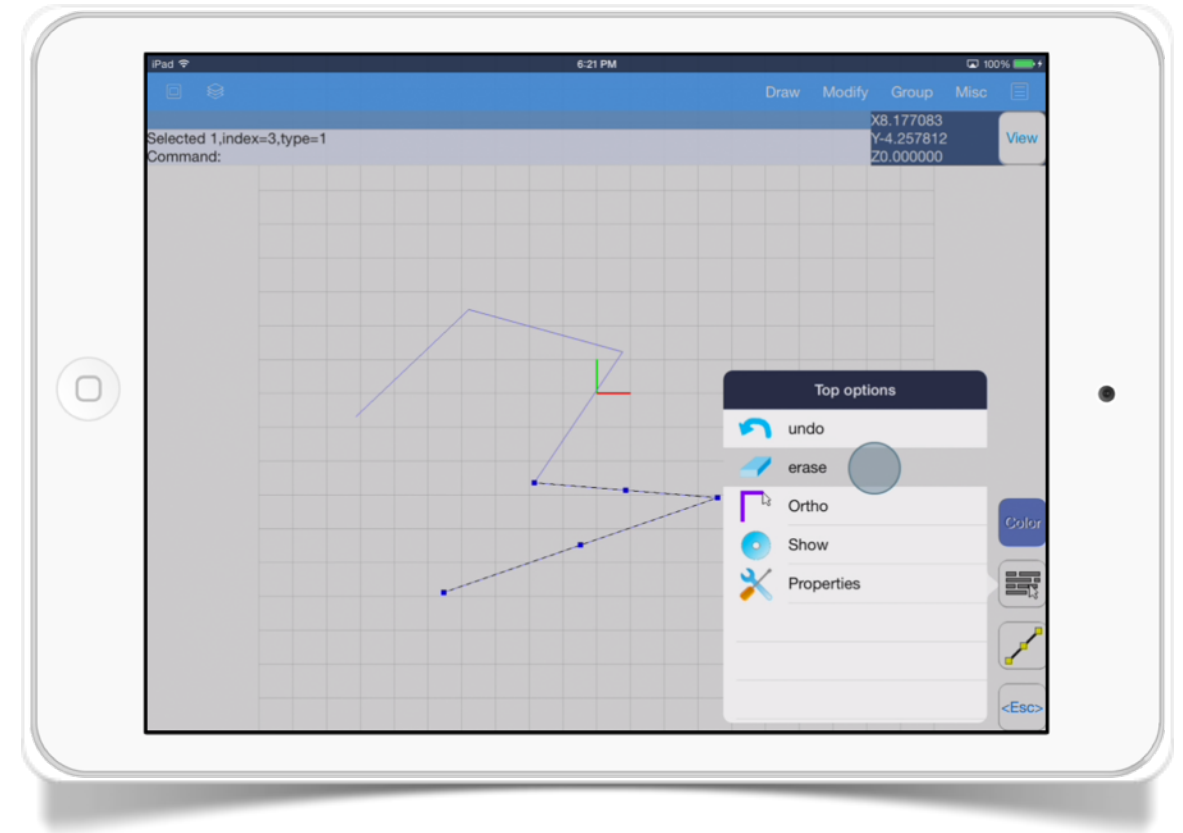 iPad 6:21 PM 100%
Draw Modify Group Misc
X8.177083
Selected 1,index=3,type=1
Y-4.257812
View
Command:
Z0.000000
Top options
undo
erase
Ortho
Show
Properties
Color
<Esc>